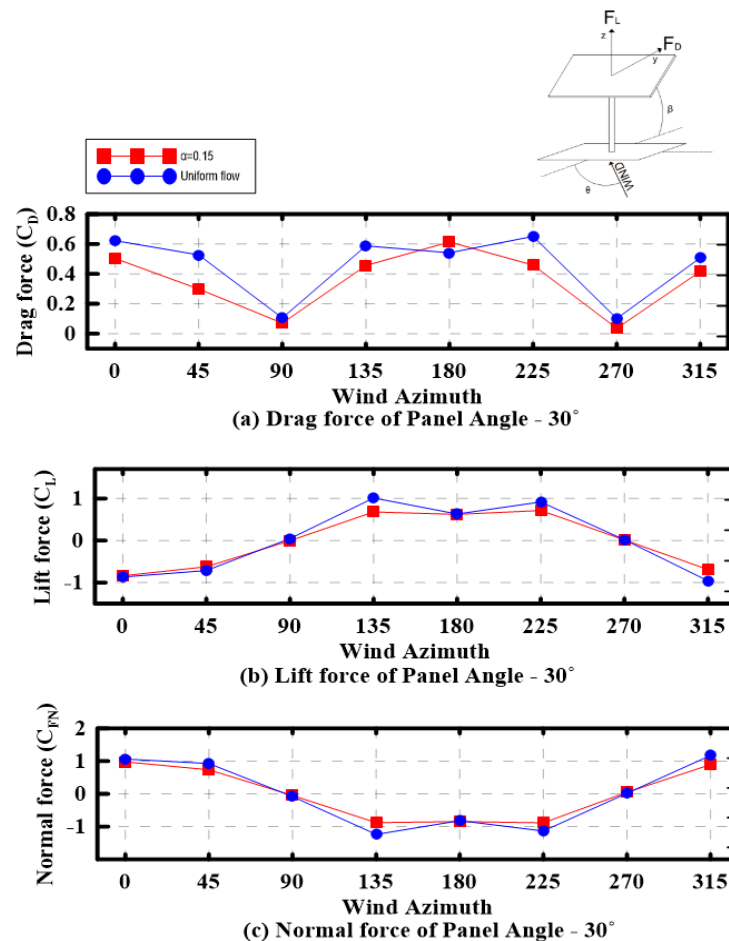 F_L
z
F_D
y
β
θ
WIND
α=0.15
Uniform flow
Drag force (C_D)
0.8
0.6
0.4
0.2
0
0 45 90 135 180 225 270 315
Wind Azimuth
(a) Drag force of Panel Angle - 30°
Lift force (C_L)
1
0
-1
0 45 90 135 180 225 270 315
Wind Azimuth
(b) Lift force of Panel Angle - 30°
Normal force (C_FN)
2
1
0
-1
0 45 90 135 180 225 270 315
Wind Azimuth
(c) Normal force of Panel Angle - 30°